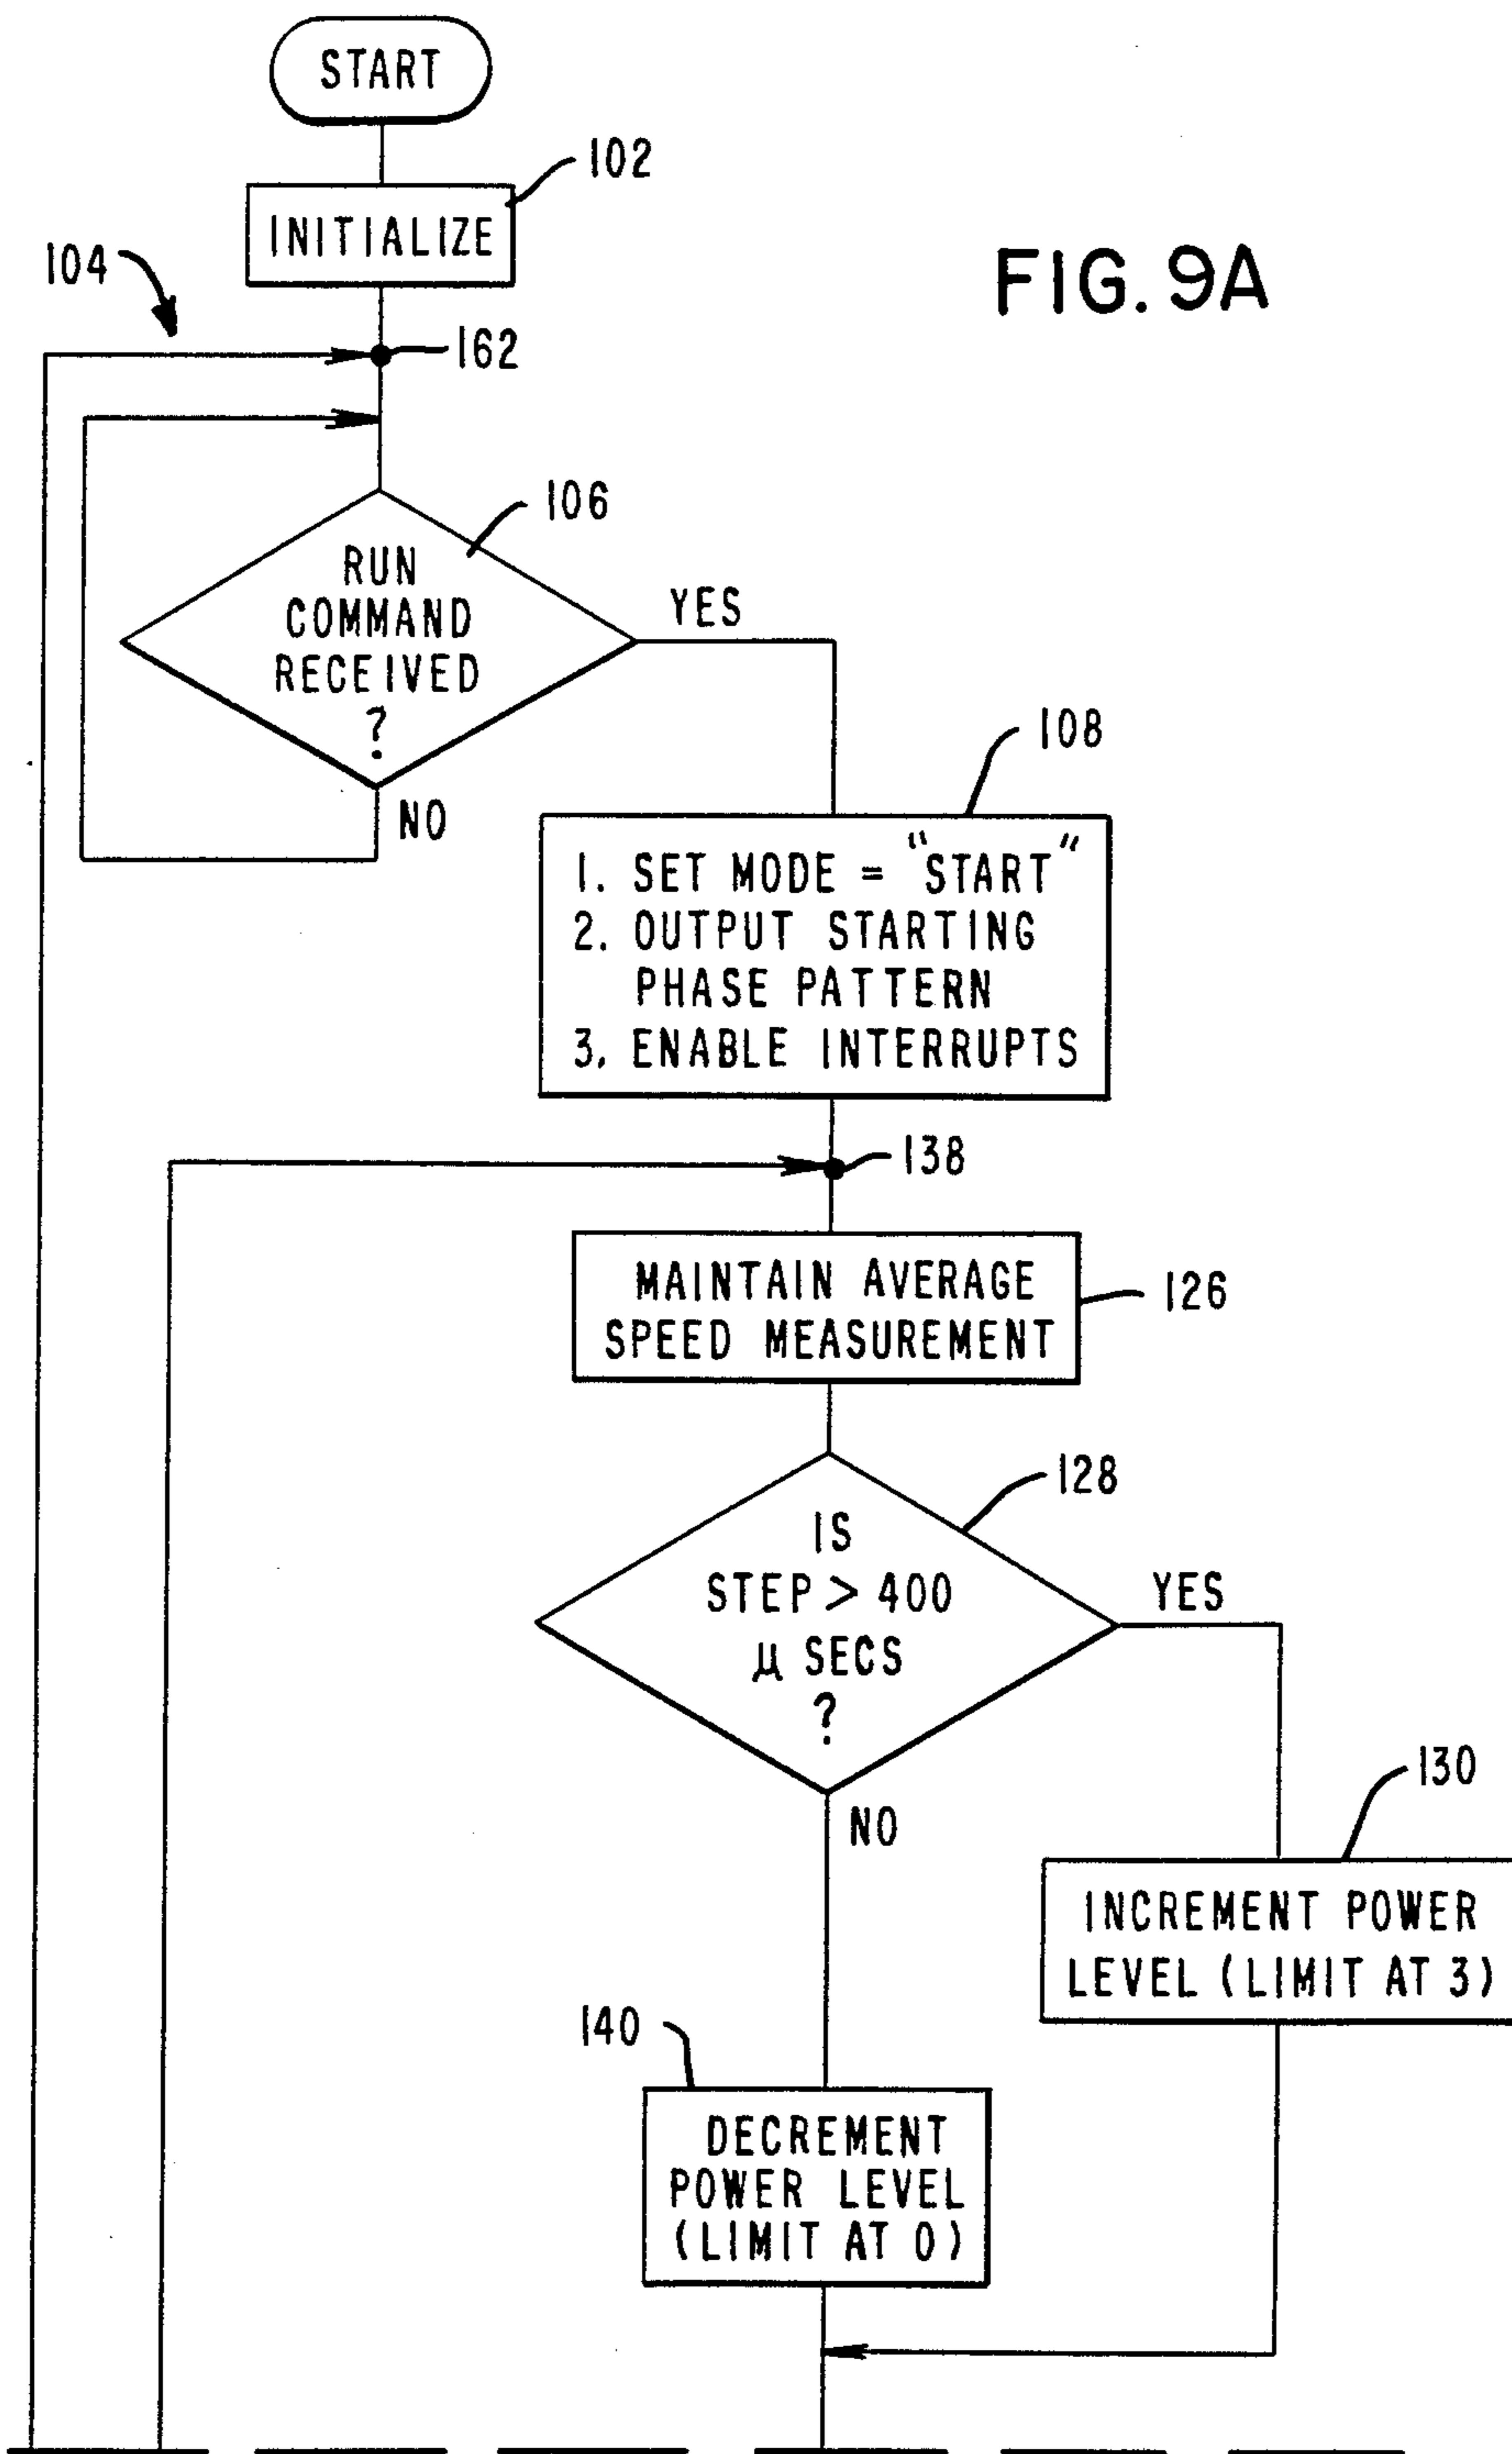 START
102
INITIALIZE
104
FIG. 9A
162
106
RUN
COMMAND
RECEIVED
?
YES
NO
108
1. SET MODE = "START"
2. OUTPUT STARTING
PHASE PATTERN
3. ENABLE INTERRUPTS
138
MAINTAIN AVERAGE
SPEED MEASUREMENT
126
128
IS
STEP > 400
µ SECS
?
YES
NO
130
INCREMENT POWER
LEVEL (LIMIT AT 3)
140
DECREMENT
POWER LEVEL
(LIMIT AT 0)